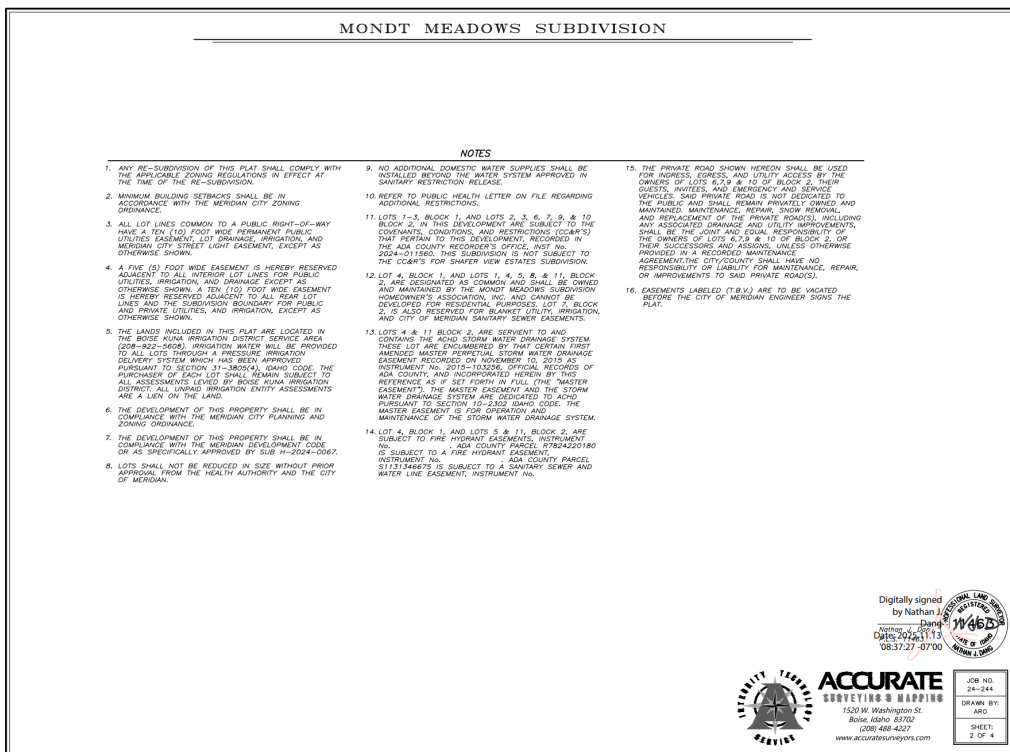 MONDT MEADOWS SUBDIVISION
NOTES
1. ANY RE-SUBDIVISION OF THIS PLAT SHALL COMPLY WITH
THE APPLICABLE ZONING REGULATIONS IN EFFECT AT
THE TIME OF THE RE-SUBDIVISION.
2. MINIMUM BUILDING SETBACKS SHALL BE IN
ACCORDANCE WITH THE MERIDIAN CITY ZONING
ORDINANCE.
3. ALL LOT LINES COMMON TO A PUBLIC RIGHT-OF-WAY
HAVE A TEN (10) FOOT WIDE PERMANENT PUBLIC
UTILITIES EASEMENT, LOT DRAINAGE, IRRIGATION, AND
MERIDIAN CITY STREET LIGHT EASEMENT, EXCEPT AS
OTHERWISE SHOWN.
4. A FIVE (5) FOOT WIDE EASEMENT IS HEREBY RESERVED
ADJACENT TO ALL INTERIOR LOT LINES FOR PUBLIC
UTILITIES, IRRIGATION, AND DRAINAGE EXCEPT AS
OTHERWISE SHOWN. A TEN (10) FOOT WIDE EASEMENT
IS HEREBY RESERVED ADJACENT TO ALL REAR LOT
LINES AND THE SUBDIVISION BOUNDARY FOR PUBLIC
AND PRIVATE UTILITIES, AND IRRIGATION, EXCEPT AS
OTHERWISE SHOWN.
5. THE LANDS INCLUDED IN THIS PLAT ARE LOCATED IN
THE BOISE KUNA IRRIGATION DISTRICT SERVICE AREA
(208-922-5608). IRRIGATION WATER WILL BE PROVIDED
TO ALL LOTS THROUGH A PRESSURE IRRIGATION
DELIVERY SYSTEM WHICH HAS BEEN APPROVED
PURSUANT TO SECTION 31-3805(4), IDAHO CODE. THE
PURCHASER OF EACH LOT SHALL REMAIN SUBJECT TO
ALL ASSESSMENTS LEVIED BY BOISE KUNA IRRIGATION
DISTRICT. ALL UNPAID IRRIGATION ENTITY ASSESSMENTS
ARE A LIEN ON THE LAND.
6. THE DEVELOPMENT OF THIS PROPERTY SHALL BE IN
COMPLIANCE WITH THE MERIDIAN CITY PLANNING AND
ZONING ORDINANCE.
7. THE DEVELOPMENT OF THIS PROPERTY SHALL BE IN
COMPLIANCE WITH THE MERIDIAN DEVELOPMENT CODE
OR AS SPECIFICALLY APPROVED BY SUB H-2024-0067.
8. LOTS SHALL NOT BE REDUCED IN SIZE WITHOUT PRIOR
APPROVAL FROM THE HEALTH AUTHORITY AND THE CITY
OF MERIDIAN.
9. NO ADDITIONAL DOMESTIC WATER SUPPLIES SHALL BE
INSTALLED BEYOND THE WATER SYSTEM APPROVED IN
SANITARY RESTRICTION RELEASE.
10. REFER TO PUBLIC HEALTH LETTER ON FILE REGARDING
ADDITIONAL RESTRICTIONS.
11. LOTS 1-3, BLOCK 1, AND LOTS 2, 3, 6, 7, 9, & 10
BLOCK 2, IN THIS DEVELOPMENT ARE SUBJECT TO THE
COVENANTS, CONDITIONS, AND RESTRICTIONS (CC&R'S)
THAT PERTAIN TO THIS DEVELOPMENT, RECORDED IN
THE ADA COUNTY RECORDER'S OFFICE, INST No.
2024-011560. THIS SUBDIVISION IS NOT SUBJECT TO
THE CC&R'S FOR SHAFER VIEW ESTATES SUBDIVISION.
12. LOT 4, BLOCK 1, AND LOTS 1, 4, 5, 8, & 11, BLOCK
2, ARE DESIGNATED AS COMMON AND SHALL BE OWNED
AND MAINTAINED BY THE MONDT MEADOWS SUBDIVISION
HOMEOWNER'S ASSOCIATION, INC. AND CANNOT BE
DEVELOPED FOR RESIDENTIAL PURPOSES. LOT 7, BLOCK
2, IS ALSO RESERVED FOR BLANKET UTILITY, IRRIGATION,
AND CITY OF MERIDIAN SANITARY SEWER EASEMENTS.
13. LOTS 4 & 11 BLOCK 2, ARE SERVIENT TO AND
CONTAINS THE ACHD STORM WATER DRAINAGE SYSTEM.
THESE LOT ARE ENCUMBERED BY THAT CERTAIN FIRST
AMENDED MASTER PERPETUAL STORM WATER DRAINAGE
EASEMENT RECORDED ON NOVEMBER 10, 2015 AS
INSTRUMENT No. 2015-103256, OFFICIAL RECORDS OF
ADA COUNTY, AND INCORPORATED HEREIN BY THIS
REFERENCE AS IF SET FORTH IN FULL (THE "MASTER
EASEMENT"). THE MASTER EASEMENT AND THE STORM
WATER DRAINAGE SYSTEM ARE DEDICATED TO ACHD
PURSUANT TO SECTION 10-2302 IDAHO CODE. THE
MASTER EASEMENT IS FOR OPERATION AND
MAINTENANCE OF THE STORM WATER DRAINAGE SYSTEM.
14. LOT 4, BLOCK 1, AND LOTS 5 & 11, BLOCK 2, ARE
SUBJECT TO FIRE HYDRANT EASEMENTS, INSTRUMENT
No. . ADA COUNTY PARCEL R7824220180
IS SUBJECT TO A FIRE HYDRANT EASEMENT,
INSTRUMENT No. . ADA COUNTY PARCEL
S1131346675 IS SUBJECT TO A SANITARY SEWER AND
WATER LINE EASEMENT, INSTRUMENT No.
15. THE PRIVATE ROAD SHOWN HEREON SHALL BE USED
FOR INGRESS, EGRESS, AND UTILITY ACCESS BY THE
OWNERS OF LOTS 6,7,9 & 10 OF BLOCK 2, THEIR
GUESTS, INVITEES, AND EMERGENCY AND SERVICE
VEHICLES. SAID PRIVATE ROAD IS NOT DEDICATED TO
THE PUBLIC AND SHALL REMAIN PRIVATELY OWNED AND
MAINTAINED. MAINTENANCE, REPAIR, SNOW REMOVAL,
AND REPLACEMENT OF THE PRIVATE ROAD(S), INCLUDING
ANY ASSOCIATED DRAINAGE AND UTILITY IMPROVEMENTS,
SHALL BE THE JOINT AND EQUAL RESPONSIBILITY OF
THE OWNERS OF LOTS 6,7,9 & 10 OF BLOCK 2, OR
THEIR SUCCESSORS AND ASSIGNS, UNLESS OTHERWISE
PROVIDED IN A RECORDED MAINTENANCE
AGREEMENT.THE CITY/COUNTY SHALL HAVE NO
RESPONSIBILITY OR LIABILITY FOR MAINTENANCE, REPAIR,
OR IMPROVEMENTS TO SAID PRIVATE ROAD(S).
16. EASEMENTS LABELED (T.B.V.) ARE TO BE VACATED
BEFORE THE CITY OF MERIDIAN ENGINEER SIGNS THE
PLAT.
Digitally signed
by Nathan J.
Dang
Date: 2025.11.13
'08:37:27 -07'00
Nathan J. Dang
PROFESSIONAL LAND SURVEYOR
REGISTERED
11463
STATE OF IDAHO
NATHAN J. DANG
INTEGRITY TECHNOLOGY
SERVICE
ACCURATE
SURVEYING & MAPPING
1520 W. Washington St.
Boise, Idaho 83702
(208) 488-4227
www.accuratesurveyors.com
JOB NO.
24-244
DRAWN BY:
ARO
SHEET:
2 OF 4